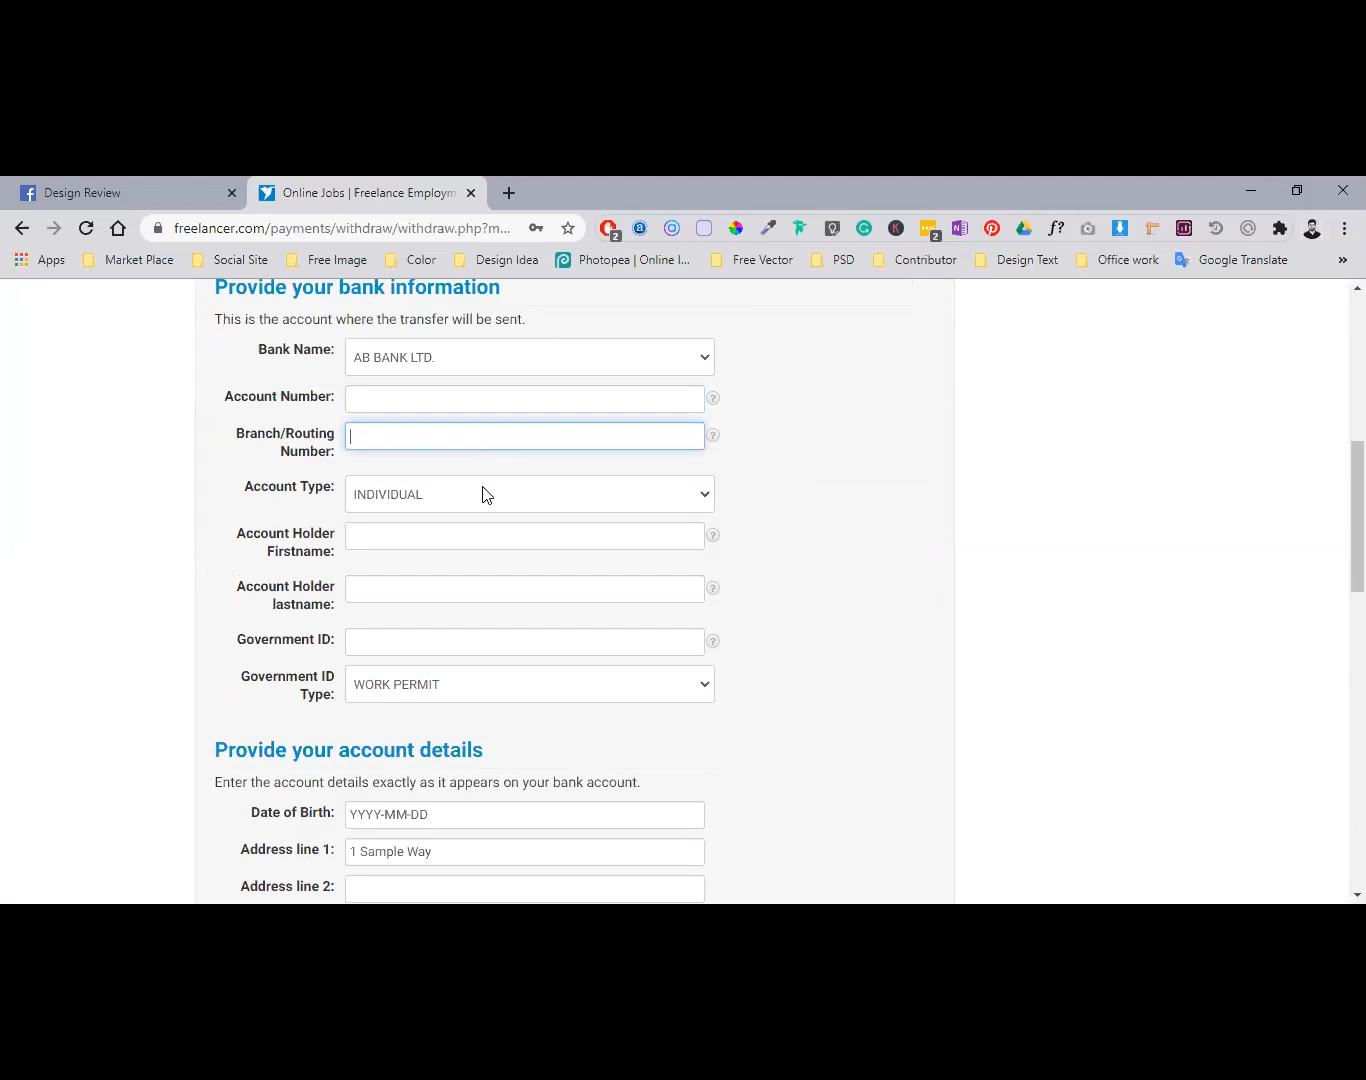 Design Review
Online Jobs | Freelance Employm
freelancer.com/payments/withdraw/withdraw.php?m...
Apps
Market Place
Social Site
Free Image
Color
Design Idea
Photopea | Online I...
Free Vector
PSD
Contributor
Design Text
Office work
Google Translate
Provide your bank information
This is the account where the transfer will be sent.
Bank Name:
AB BANK LTD.
Account Number:
Branch/Routing
Number:
Account Type:
INDIVIDUAL
Account Holder
Firstname:
Account Holder
lastname:
Government ID:
Government ID
Type:
WORK PERMIT
Provide your account details
Enter the account details exactly as it appears on your bank account.
Date of Birth:
YYYY-MM-DD
Address line 1:
1 Sample Way
Address line 2: